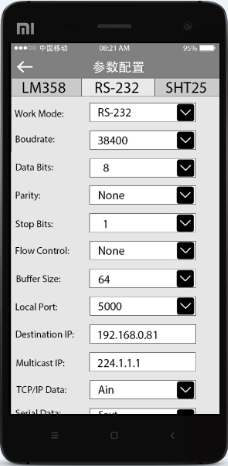 mi
中国移动 08:21 AM 95%
参数配置
LM358 RS-232 SHT25
Work Mode: RS-232
Boudrate: 38400
Data Bits: 8
Parity: None
Stop Bits: 1
Flow Control: None
Buffer Size: 64
Local Port: 5000
Destination IP: 192.168.0.81
Multicast IP: 224.1.1.1
TCP/IP Data: Ain
Serial Data: